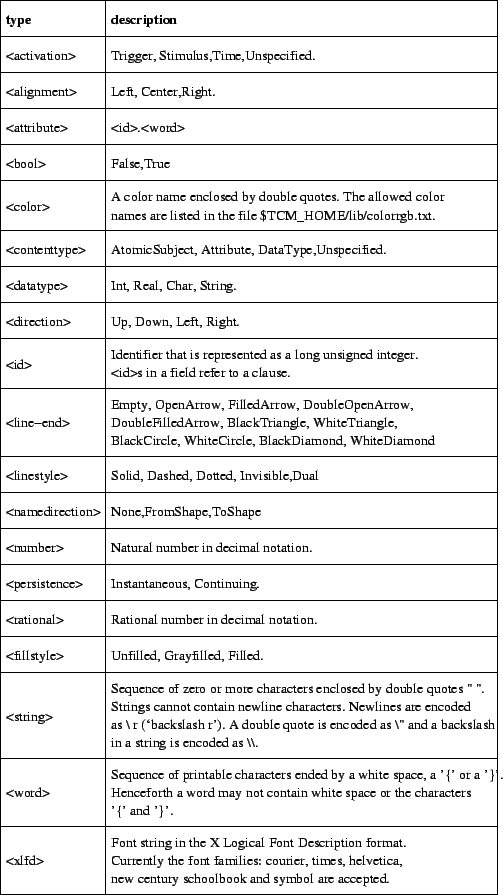 type description
<activation> Trigger, Stimulus,Time,Unspecified.
<alignment> Left, Center,Right.
<attribute> <id>.<word>
<bool> False,True
<color> A color name enclosed by double quotes. The allowed color
names are listed in the file $TCM_HOME/lib/colorrgb.txt.
<contenttype> AtomicSubject, Attribute, DataType,Unspecified.
<datatype> Int, Real, Char, String.
<direction> Up, Down, Left, Right.
<id> Identifier that is represented as a long unsigned integer.
<id>s in a field refer to a clause.
<line−end> Empty, OpenArrow, FilledArrow, DoubleOpenArrow,
DoubleFilledArrow, BlackTriangle, WhiteTriangle,
BlackCircle, WhiteCircle, BlackDiamond, WhiteDiamond
<linestyle> Solid, Dashed, Dotted, Invisible,Dual
<namedirection> None,FromShape,ToShape
<number> Natural number in decimal notation.
<persistence> Instantaneous, Continuing.
<rational> Rational number in decimal notation.
<fillstyle> Unfilled, Grayfilled, Filled.
<string> Sequence of zero or more characters enclosed by double quotes " ".
Strings cannot contain newline characters. Newlines are encoded
as \ r (‘backslash r’). A double quote is encoded as \" and a backslash
in a string is encoded as \\.
<word> Sequence of printable characters ended by a white space, a ’{’ or a ’}’.
Henceforth a word may not contain white space or the characters
’{’ and ’}’.
<xlfd> Font string in the X Logical Font Description format.
Currently the font families: courier, times, helvetica,
new century schoolbook and symbol are accepted.